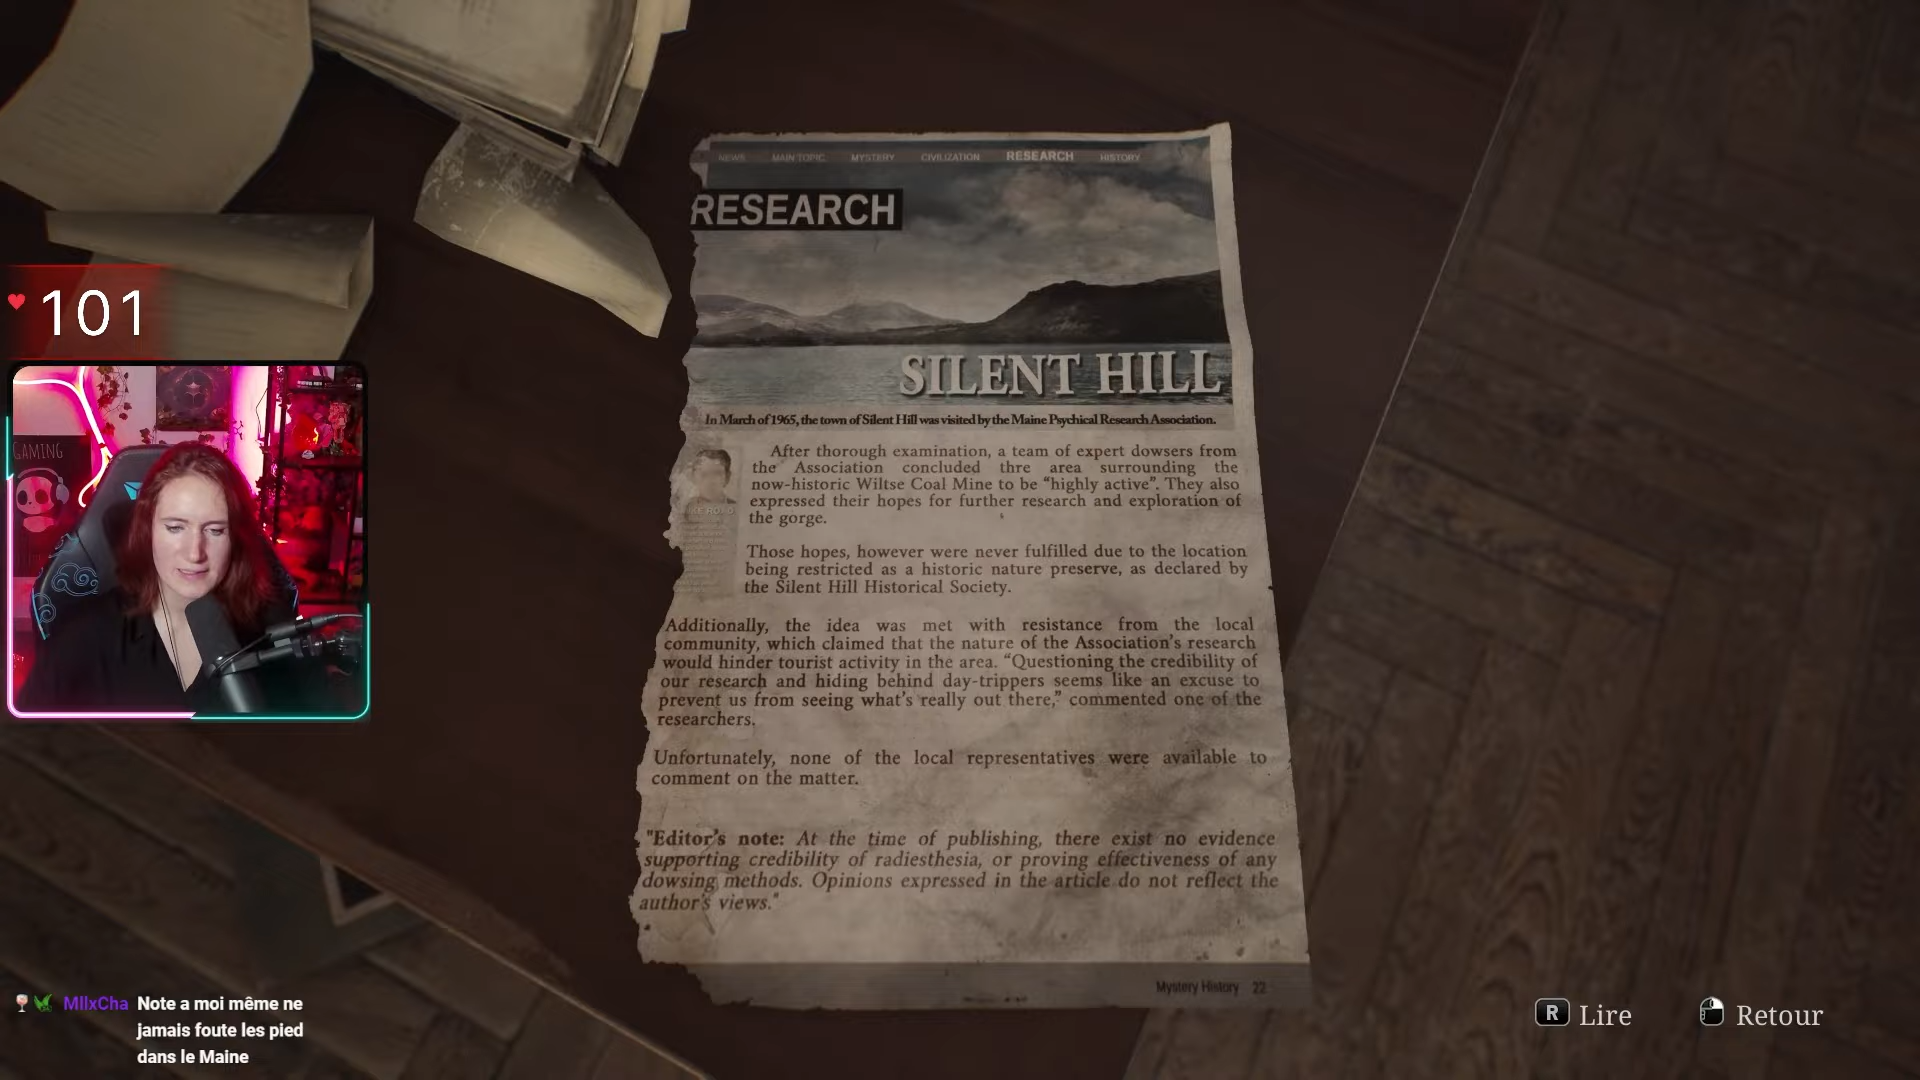 NEWS MAIN TOPIC MYSTERY CIVILIZATION RESEARCH HISTORY
RESEARCH
SILENT HILL
In March of 1965, the town of Silent Hill was visited by the Maine Psychical Research Association.
After thorough examination, a team of expert dowsers from
the Association concluded thre area surrounding the
now-historic Wiltse Coal Mine to be “highly active”. They also
expressed their hopes for further research and exploration of
the gorge.
Those hopes, however were never fulfilled due to the location
being restricted as a historic nature preserve, as declared by
the Silent Hill Historical Society.
Additionally, the idea was met with resistance from the local
community, which claimed that the nature of the Association's research
would hinder tourist activity in the area. “Questioning the credibility of
our research and hiding behind day-trippers seems like an excuse to
prevent us from seeing what's really out there,” commented one of the
researchers.
Unfortunately, none of the local representatives were available to
comment on the matter.
"Editor's note: At the time of publishing, there exist no evidence
supporting credibility of radiesthesia, or proving effectiveness of any
dowsing methods. Opinions expressed in the article do not reflect the
author's views."
Mystery History 22
101
GAMING
MllxCha Note a moi même ne
jamais foute les pied
dans le Maine
R Lire
Retour